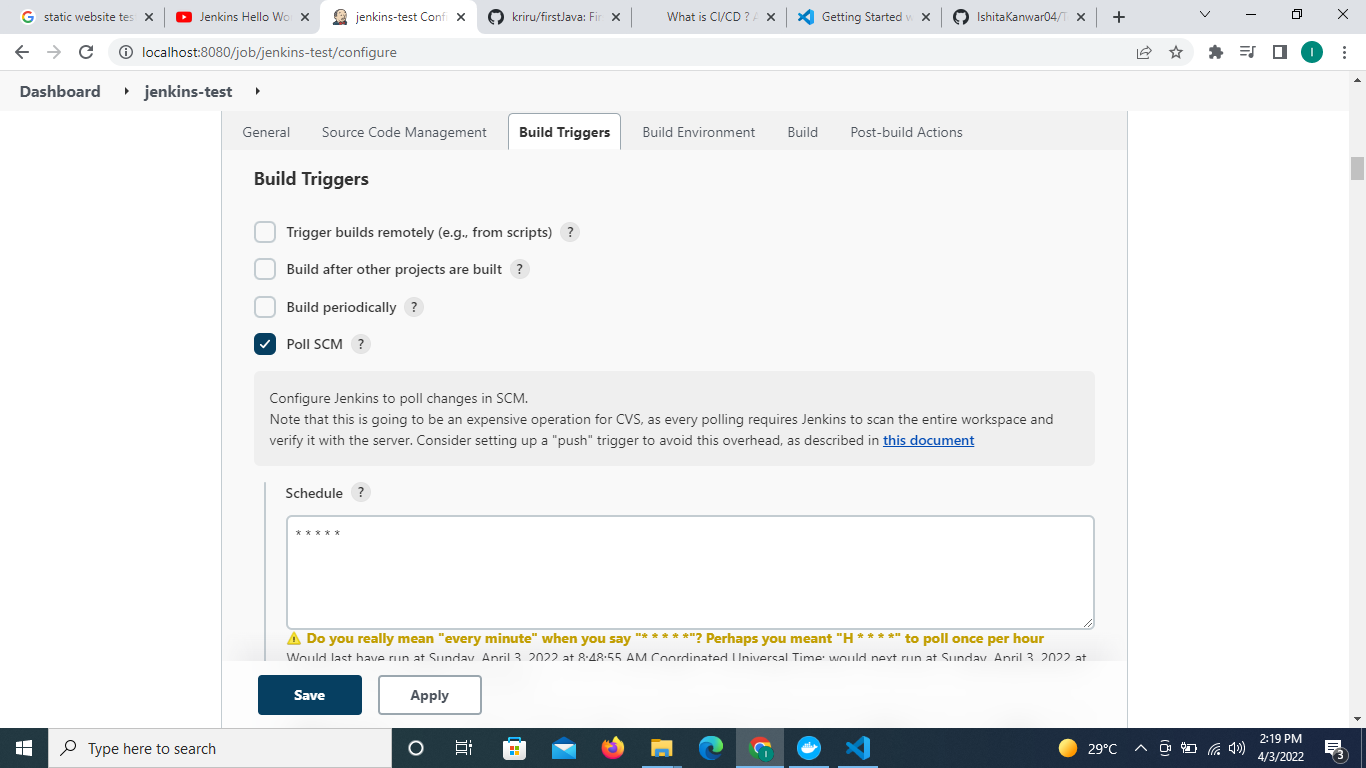 static website tes
Jenkins Hello Wo
jenkins-test Conf
kriru/firstJava: Fir
What is CI/CD ? A
Getting Started w
IshitaKanwar04/T
localhost:8080/job/jenkins-test/configure
I
Dashboard
jenkins-test
General
Source Code Management
Build Triggers
Build Environment
Build
Post-build Actions
Build Triggers
Trigger builds remotely (e.g., from scripts) ?
Build after other projects are built ?
Build periodically ?
Poll SCM ?
Configure Jenkins to poll changes in SCM.
Note that this is going to be an expensive operation for CVS, as every polling requires Jenkins to scan the entire workspace and
verify it with the server. Consider setting up a "push" trigger to avoid this overhead, as described in this document
Schedule ?
* * * * *
Do you really mean "every minute" when you say "* * * * *"? Perhaps you meant "H * * * *" to poll once per hour
Would last have run at Sunday, April 3, 2022 at 8:48:55 AM Coordinated Universal Time; would next run at Sunday, April 3, 2022 at
Save
Apply
Type here to search
29°C
2:19 PM
4/3/2022
3